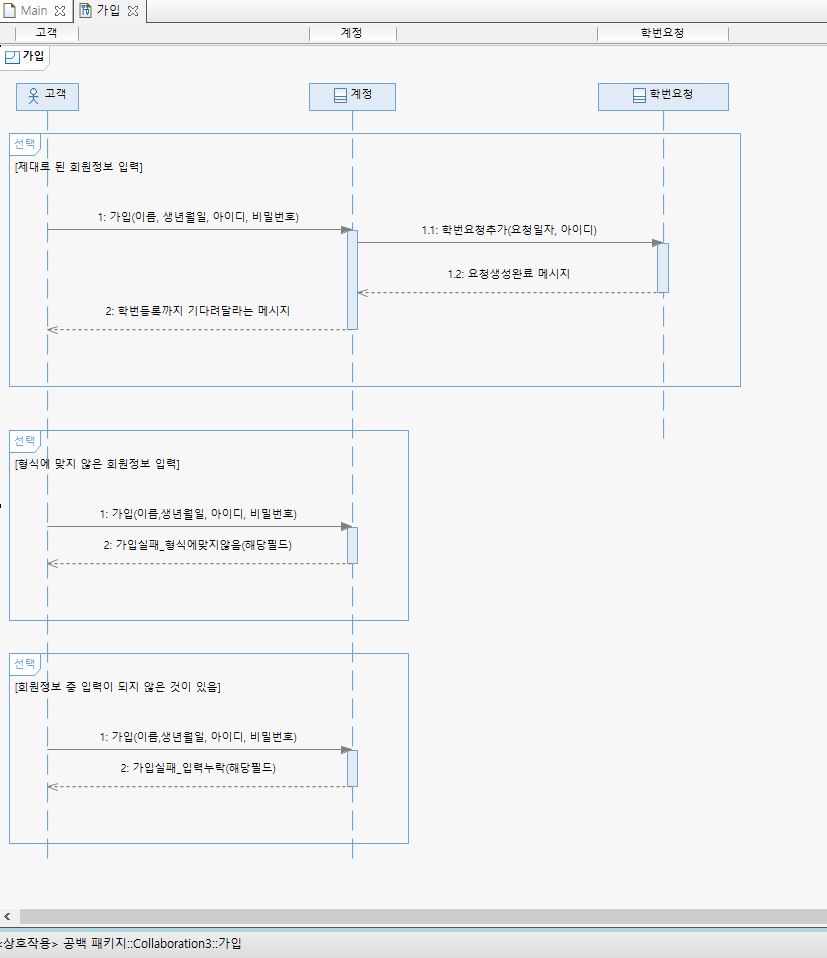 Main 가입
고객 계정 학번요청
가입
고객 계정 학번요청
선택
[제대로 된 회원정보 입력]
1: 가입(이름, 생년월일, 아이디, 비밀번호)
1.1: 학번요청추가(요청일자, 아이디)
1.2: 요청생성완료 메시지
2: 학번등록까지 기다려달라는 메시지
선택
[형식에 맞지 않은 회원정보 입력]
1: 가입(이름,생년월일, 아이디, 비밀번호)
2: 가입실패_형식에맞지않음(해당필드)
선택
[회원정보 중 입력이 되지 않은 것이 있음]
1: 가입(이름,생년월일, 아이디, 비밀번호)
2: 가입실패_입력누락(해당필드)
<상호작용> 공백 패키지::Collaboration3::가입